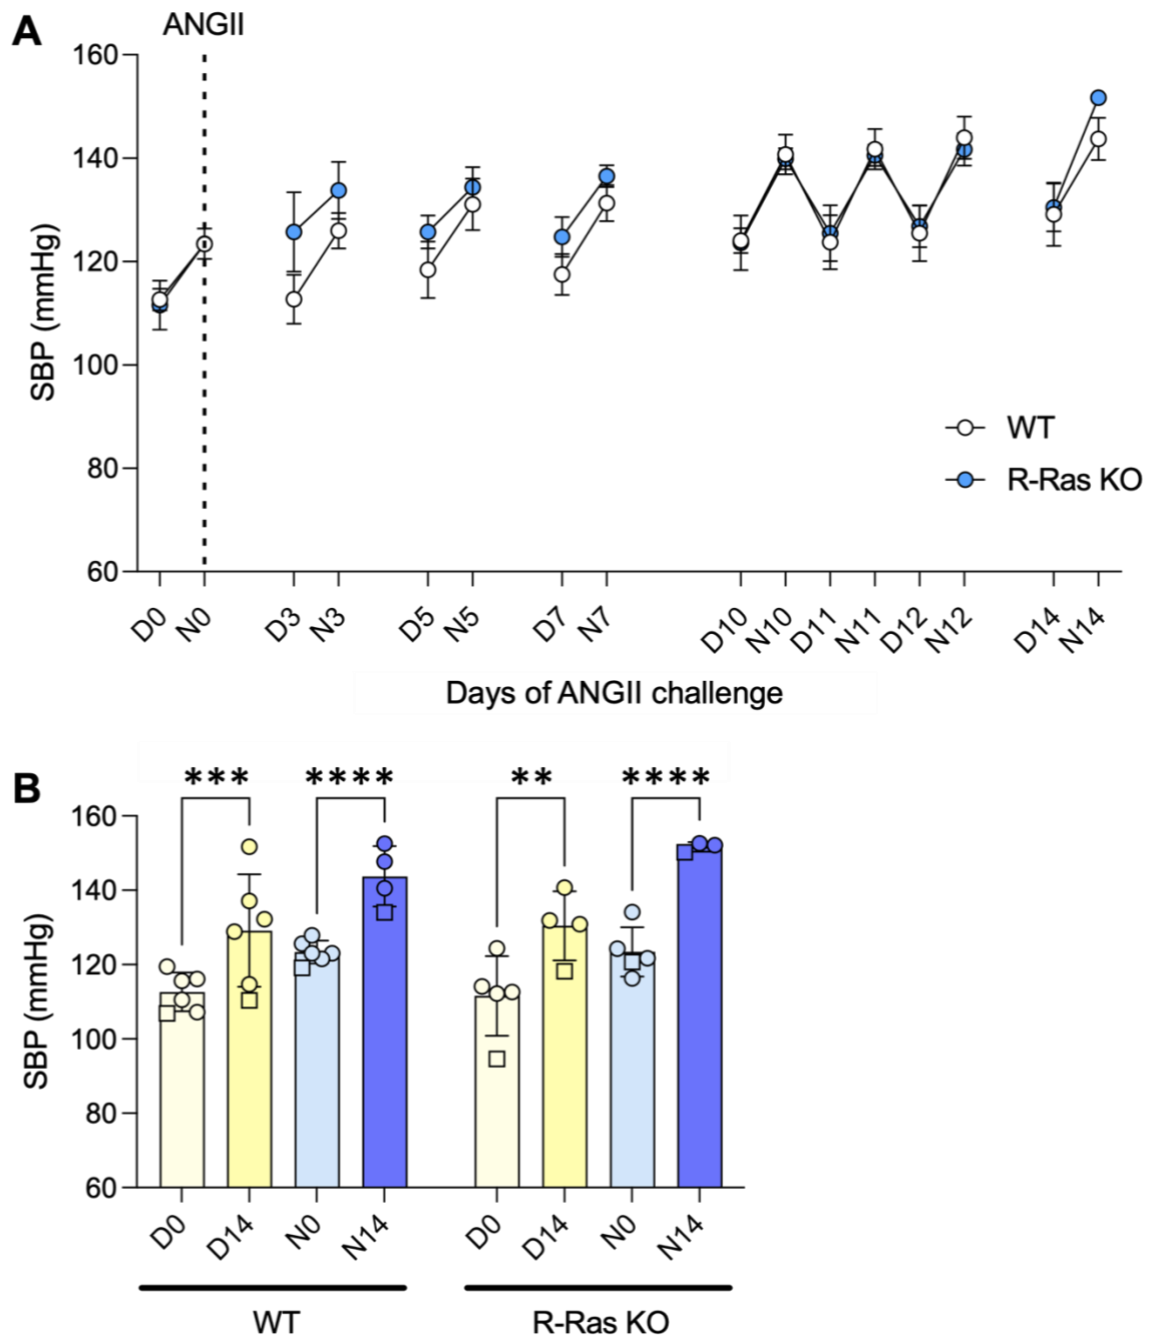 A
ANGII
160
140
120
100
80
60
SBP (mmHg)
WT
R-Ras KO
D0 N0 D3 N3 D5 N5 D7 N7 D10 N10 D11 N11 D12 N12 D14 N14
Days of ANGII challenge
B
*** **** ** ****
160
140
120
100
80
60
SBP (mmHg)
D0 D14 N0 N14 D0 D14 N0 N14
WT R-Ras KO